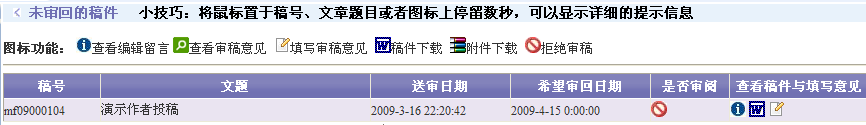 未审回的稿件 小技巧：将鼠标置于稿号、文章题目或者图标上停留数秒，可以显示详细的提示信息
图标功能： 查看编辑留言 查看审稿意见 填写审稿意见 稿件下载 附件下载 拒绝审稿
稿号 文题 送审日期 希望审回日期 是否审阅 查看稿件与填写意见
mf09000104 演示作者投稿 2009-3-16 22:20:42 2009-4-15 0:00:00